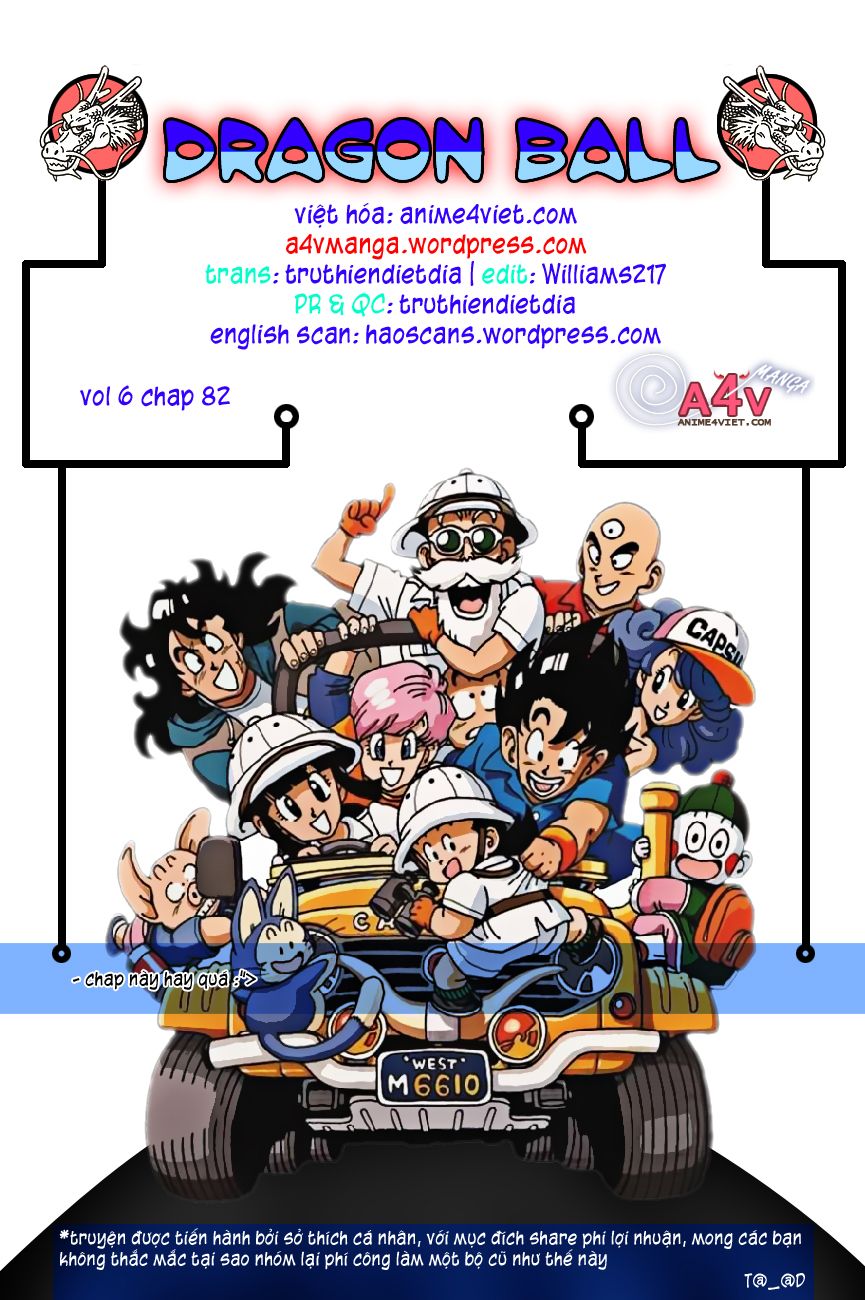 DRAGON BALL
việt hóa: anime4viet.com
a4vmanga.wordpress.com
trans: truthiendietdia | edit: Williams217
PR & QC: truthiendietdia
english scan: haoscans.wordpress.com
vol 6 chap 82
A4V MANGA
ANIME4VIET.COM
CAPSU
CA
- chap này hay quá :">
'WEST'
M6610
*truyện được tiến hành bởi sở thích cá nhân, với mục đích share phi lợi nhuận, mong các bạn
không thắc mắc tại sao nhóm lại phí công làm một bộ cũ như thế này
T@_@D